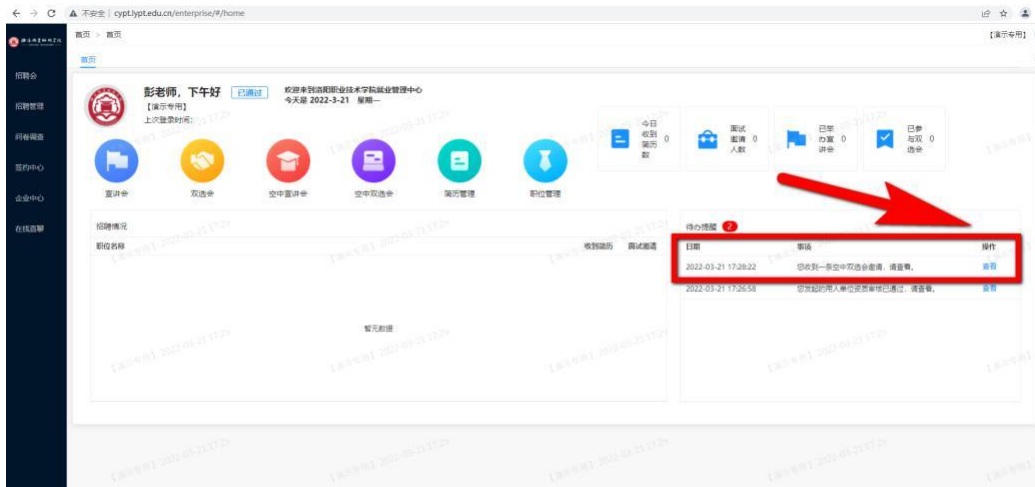 不安全 | cypt.lypt.edu.cn/enterprise/#/home
首页 > 首页
【演示专用】
首页
招聘会
招聘管理
问卷调查
签约中心
企业中心
在线直聊
彭老师，下午好 已通过
【演示专用】
上次登录时间:
欢迎来到洛阳职业技术学院就业管理中心
今天是 2022-3-21 星期一
宣讲会 双选会 空中宣讲会 空中双选会 简历管理 职位管理
今日收到简历数 0
面试邀请人数 0
已举办宣讲会 0
已参与双选会 0
招聘情况
职位名称 收到简历 面试邀请
暂无数据
待办提醒 2
日期 事项 操作
2022-03-21 17:28:22 您收到一条空中双选会邀请，请查看。 查看
2022-03-21 17:26:58 您发起的用人单位资质审核已通过，请查看。 查看